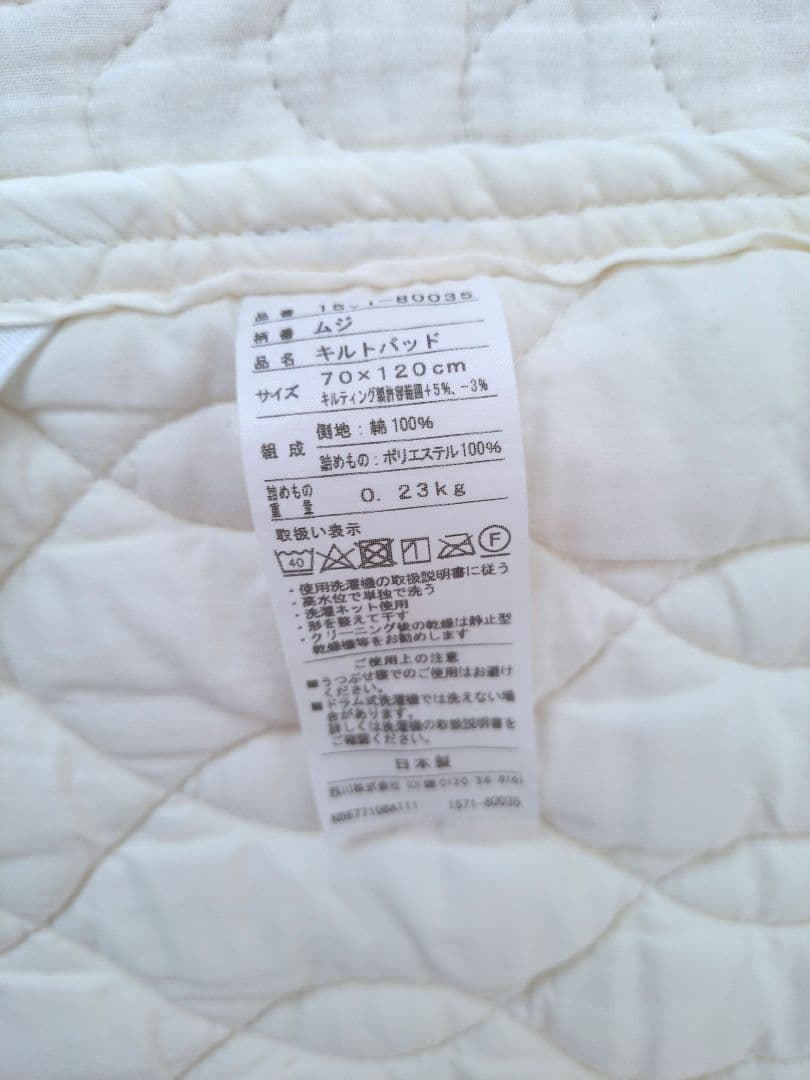 品番 1571-80035
柄番 ムジ
品名 キルトパッド
サイズ 70×120cm
キルティング製許容範囲+5%、-3%
組成 側地：綿100%
詰めもの：ポリエステル100%
詰めもの重量 0.23kg
取扱い表示
40 F
・使用洗濯機の取扱説明書に従う
・高水位で単独で洗う
・洗濯ネット使用
・形を整えて干す
・クリーニング後の乾燥は静止型
乾燥機等をお勧めします
ご使用上の注意
■うつぶせ寝でのご使用はお避け
ください。
■ドラム式洗濯機では洗えない場
合があります。
詳しくは洗濯機の取扱説明書を
ご確認ください。
日本製
株式会社
1571-80035